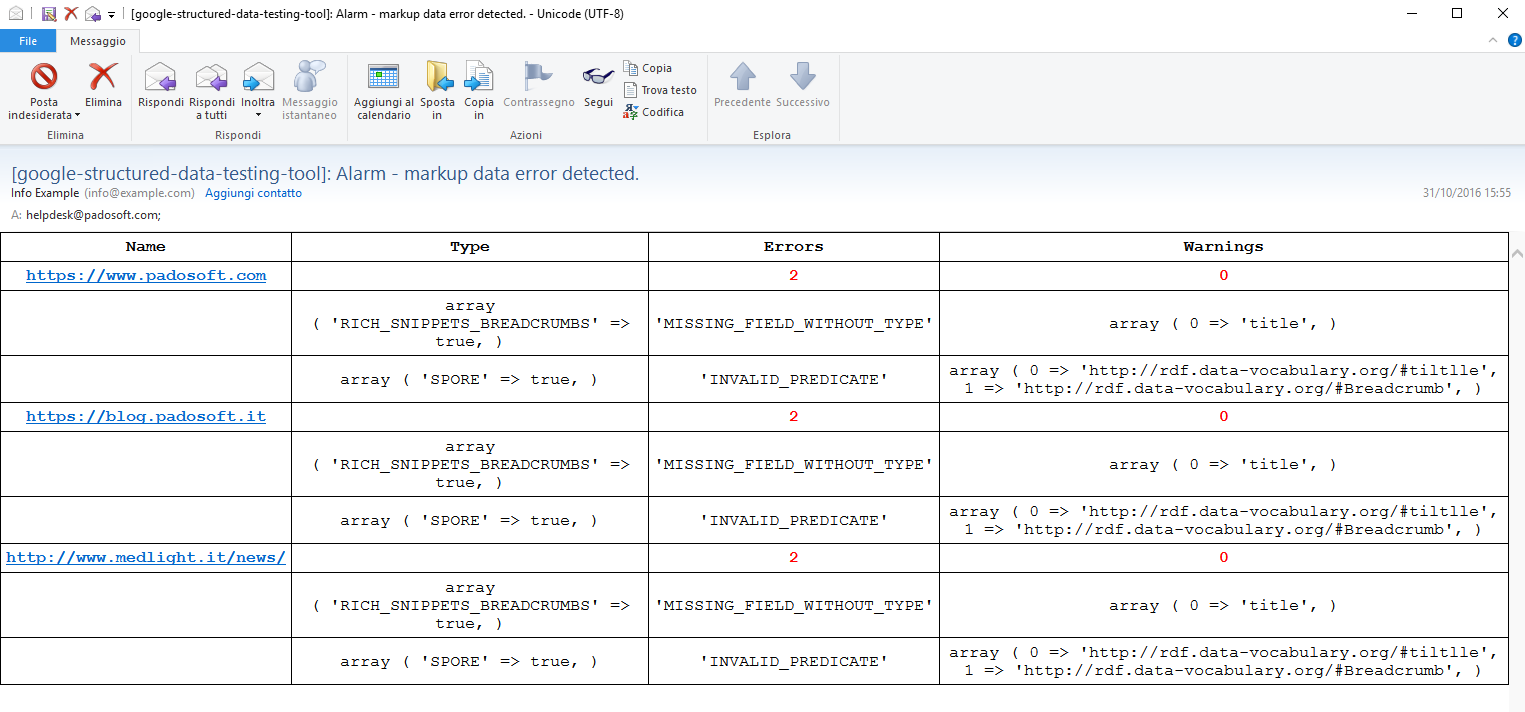 [google-structured-data-testing-tool]: Alarm - markup data error detected. - Unicode (UTF-8)
File
Messaggio
Posta
indesiderata
Elimina
Elimina
Rispondi
Rispondi
a tutti
Inoltra
Messaggio
istantaneo
Rispondi
Aggiungi al
calendario
Sposta
in
Copia
in
Contrassegno
Segui
Copia
Trova testo
Codifica
Azioni
Precedente
Successivo
Esplora
[google-structured-data-testing-tool]: Alarm - markup data error detected.
Info Example (info@example.com) Aggiungi contatto
31/10/2016 15:55
A: helpdesk@padosoft.com;
Name Type Errors Warnings
https://www.padosoft.com 2 0
array
( 'RICH_SNIPPETS_BREADCRUMBS' =>
true, )
'MISSING_FIELD_WITHOUT_TYPE'
array ( 0 => 'title', )
array ( 'SPORE' => true, )
'INVALID_PREDICATE'
array ( 0 => 'http://rdf.data-vocabulary.org/#tiltlle',
1 => 'http://rdf.data-vocabulary.org/#Breadcrumb', )
https://blog.padosoft.it 2 0
array
( 'RICH_SNIPPETS_BREADCRUMBS' =>
true, )
'MISSING_FIELD_WITHOUT_TYPE'
array ( 0 => 'title', )
array ( 'SPORE' => true, )
'INVALID_PREDICATE'
array ( 0 => 'http://rdf.data-vocabulary.org/#tiltlle',
1 => 'http://rdf.data-vocabulary.org/#Breadcrumb', )
http://www.medlight.it/news/ 2 0
array
( 'RICH_SNIPPETS_BREADCRUMBS' =>
true, )
'MISSING_FIELD_WITHOUT_TYPE'
array ( 0 => 'title', )
array ( 'SPORE' => true, )
'INVALID_PREDICATE'
array ( 0 => 'http://rdf.data-vocabulary.org/#tiltlle',
1 => 'http://rdf.data-vocabulary.org/#Breadcrumb', )